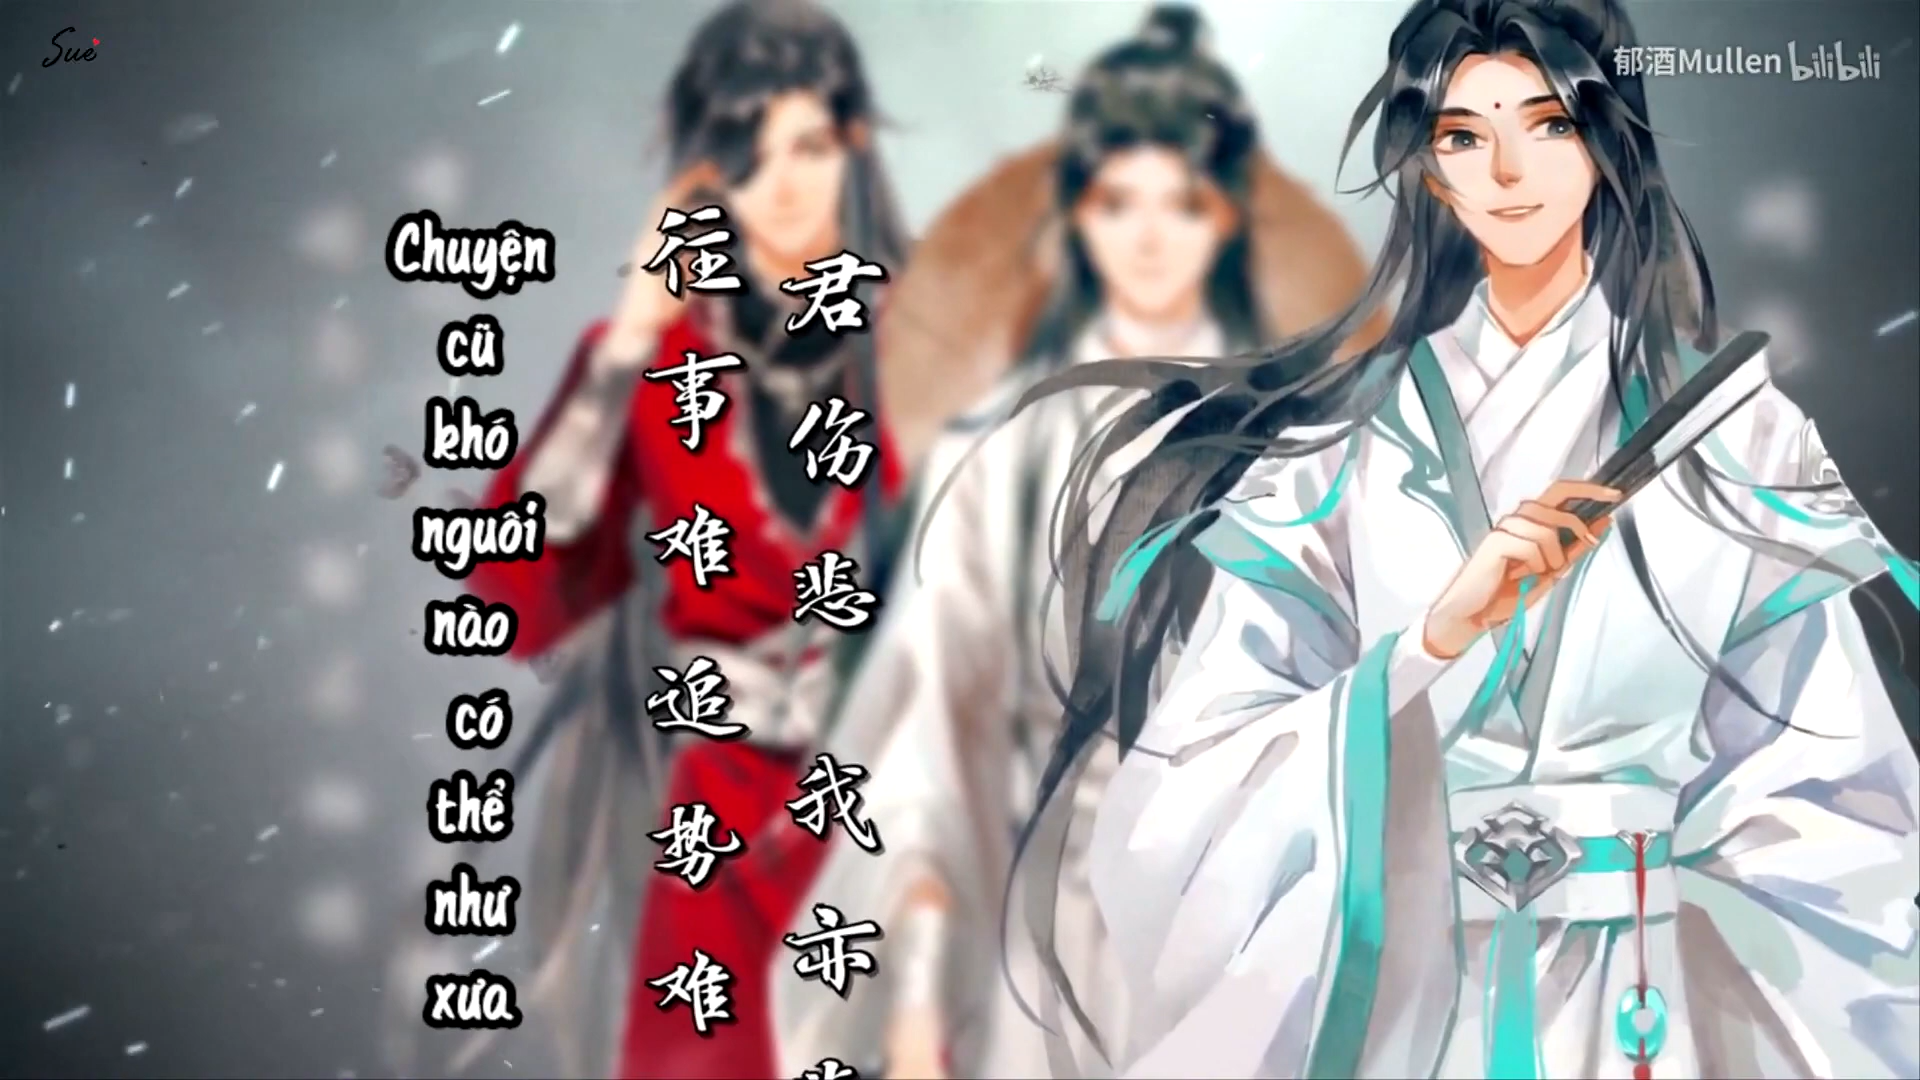 Sue
郁酒Mullen bilibili
Chuyện cũ khó nguôi nào có thể như xưa
君伤悲我亦
往事难追势难